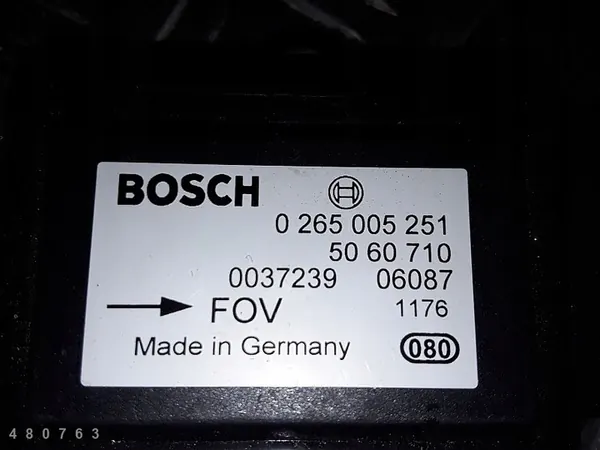 BOSCH
0 265 005 251
50 60 710
0037239 06087
FOV 1176
Made in Germany 080
480763